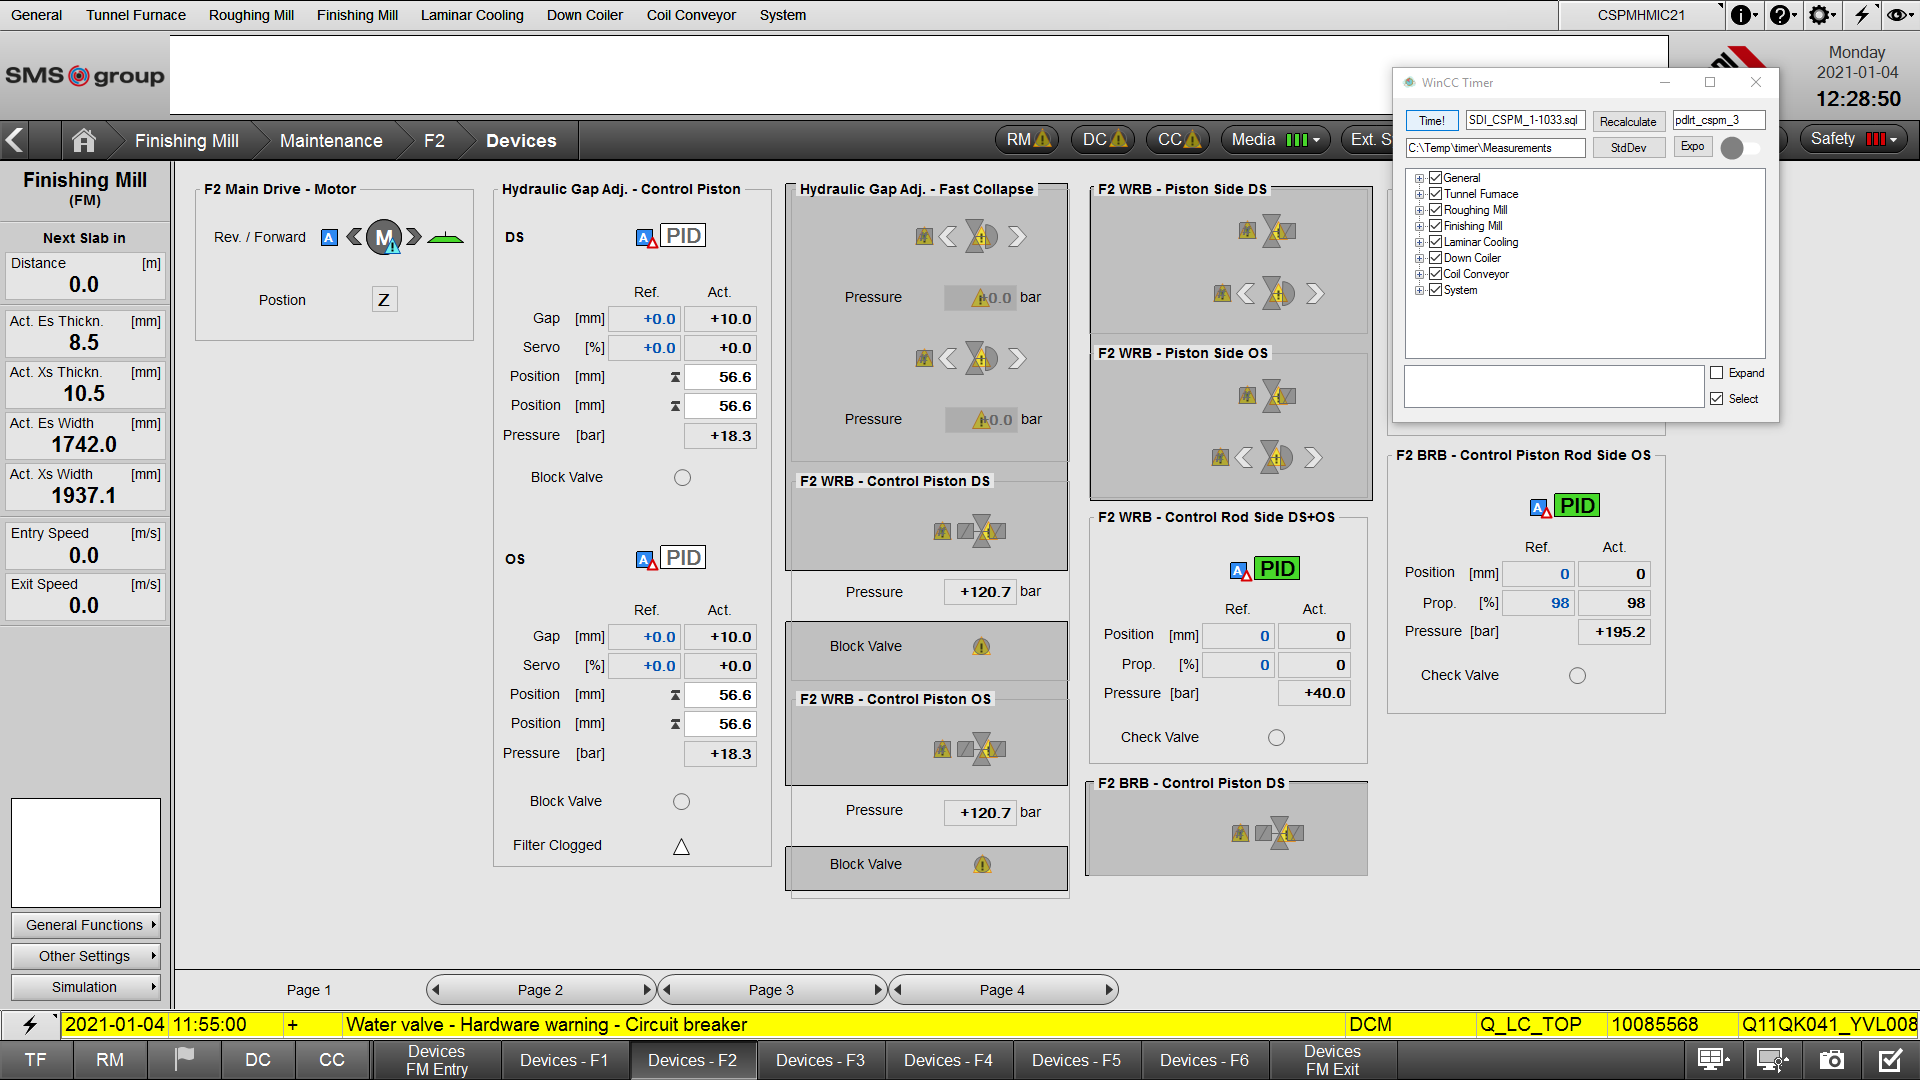 General Tunnel Furnace Roughing Mill Finishing Mill Laminar Cooling Down Coiler Coil Conveyor System CSPMHMIC21
SMS group
Monday
2021-01-04
12:28:50
Finishing Mill Maintenance F2 Devices RM DC CC Media Ext. S Safety
WinCC Timer
Time! SDI_CSPM_1-1033.sql Recalculate pdlrt_cspm_3
C:\Temp\timer\Measurements StdDev Expo
General
Tunnel Furnace
Roughing Mill
Finishing Mill
Laminar Cooling
Down Coiler
Coil Conveyor
System
Expand
Select
Finishing Mill
(FM)
Next Slab in
Distance [m]
0.0
Act. Es Thickn. [mm]
8.5
Act. Xs Thickn. [mm]
10.5
Act. Es Width [mm]
1742.0
Act. Xs Width [mm]
1937.1
Entry Speed [m/s]
0.0
Exit Speed [m/s]
0.0
General Functions
Other Settings
Simulation
F2 Main Drive - Motor
Rev. / Forward A M
Postion Z
Hydraulic Gap Adj. - Control Piston
DS A PID
Ref. Act.
Gap [mm] +0.0 +10.0
Servo [%] +0.0 +0.0
Position [mm] 56.6
Position [mm] 56.6
Pressure [bar] +18.3
Block Valve
OS A PID
Ref. Act.
Gap [mm] +0.0 +10.0
Servo [%] +0.0 +0.0
Position [mm] 56.6
Position [mm] 56.6
Pressure [bar] +18.3
Block Valve
Filter Clogged
Hydraulic Gap Adj. - Fast Collapse
Pressure +0.0 bar
Pressure +0.0 bar
F2 WRB - Control Piston DS
Pressure +120.7 bar
Block Valve
F2 WRB - Control Piston OS
Pressure +120.7 bar
Block Valve
F2 WRB - Piston Side DS
F2 WRB - Piston Side OS
F2 WRB - Control Rod Side DS+OS
A PID
Ref. Act.
Position [mm] 0 0
Prop. [%] 0 0
Pressure [bar] +40.0
Check Valve
F2 BRB - Control Piston DS
F2 BRB - Control Piston Rod Side OS
A PID
Ref. Act.
Position [mm] 0 0
Prop. [%] 98 98
Pressure [bar] +195.2
Check Valve
Page 1 Page 2 Page 3 Page 4
2021-01-04 11:55:00 + Water valve - Hardware warning - Circuit breaker DCM Q_LC_TOP 10085568 Q11QK041_YVL008
TF RM DC CC Devices FM Entry Devices - F1 Devices - F2 Devices - F3 Devices - F4 Devices - F5 Devices - F6 Devices FM Exit